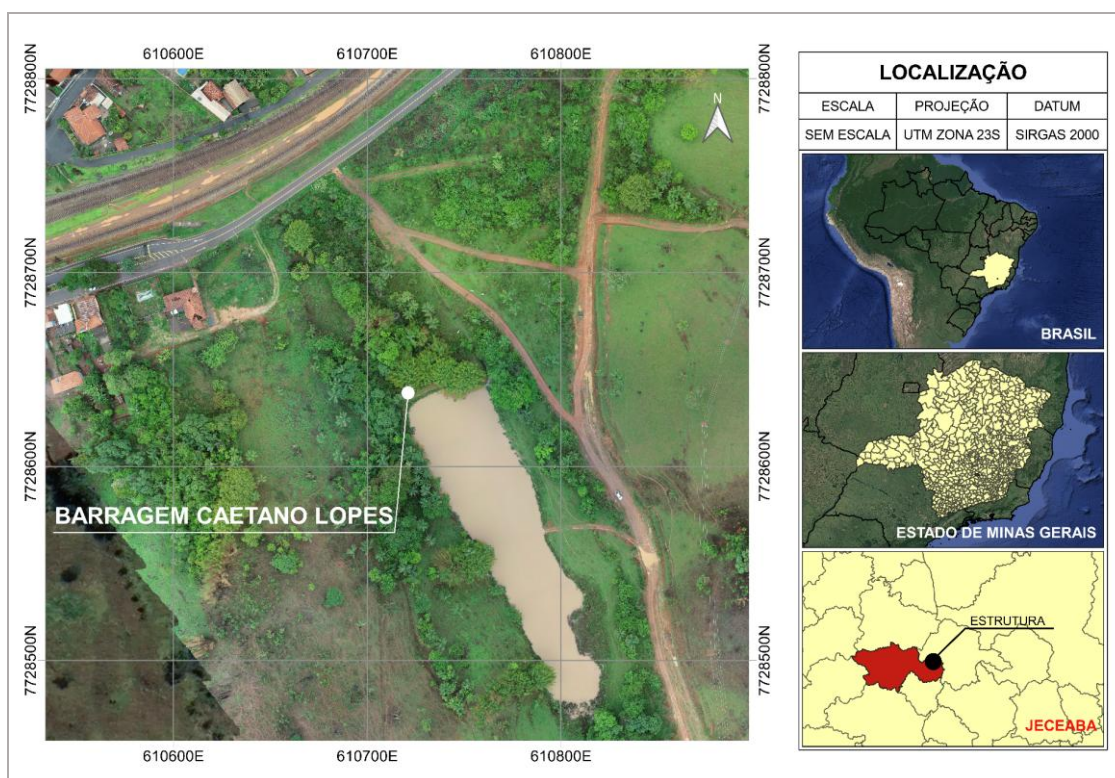 610600E 610700E 610800E
7728800N 7728800N
N
7728700N 7728700N
7728600N 7728600N
BARRAGEM CAETANO LOPES
7728500N 7728500N
610600E 610700E 610800E
LOCALIZAÇÃO
ESCALA PROJEÇÃO DATUM
SEM ESCALA UTM ZONA 23S SIRGAS 2000
BRASIL
ESTADO DE MINAS GERAIS
ESTRUTURA
JECEABA